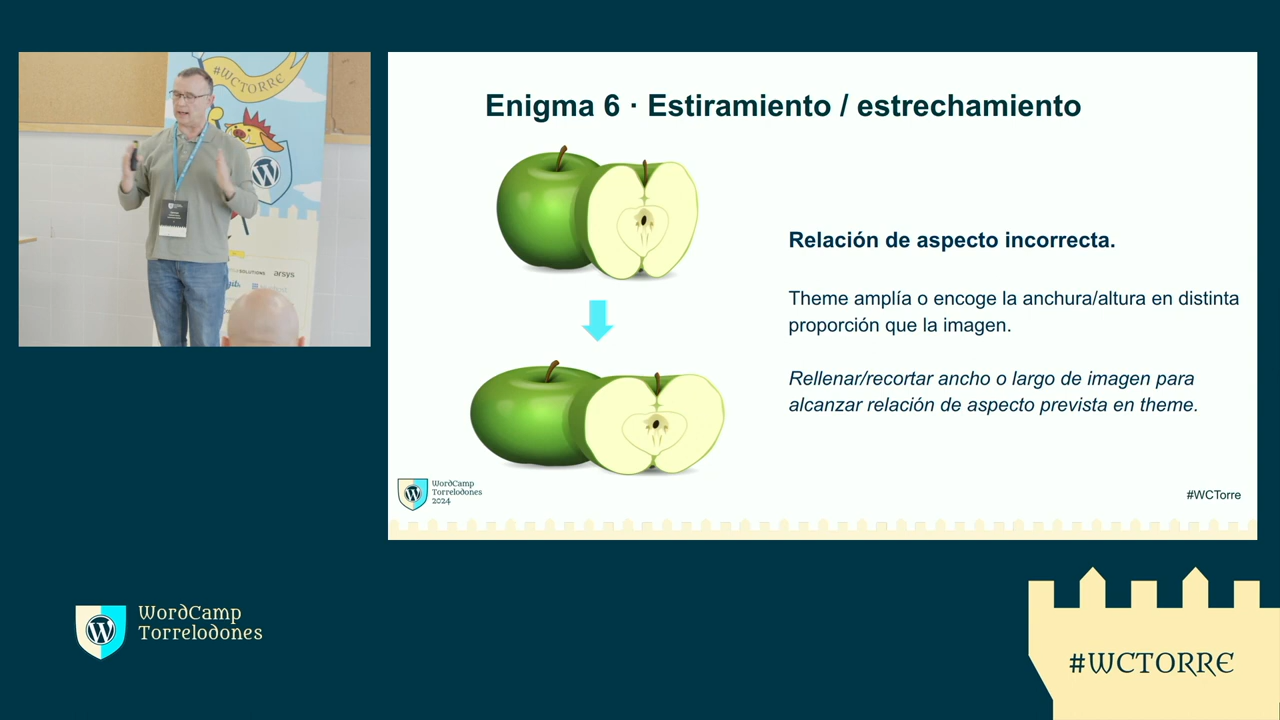 #WCTORRE
SOLUTIONS
arsys
Enigma 6 · Estiramiento / estrechamiento
Relación de aspecto incorrecta.
Theme amplía o encoge la anchura/altura en distinta
proporción que la imagen.
Rellenar/recortar ancho o largo de imagen para
alcanzar relación de aspecto prevista en theme.
WordCamp
Torrelodones
2024
#WCTorre
WordCamp
Torrelodones
#WCTORRE